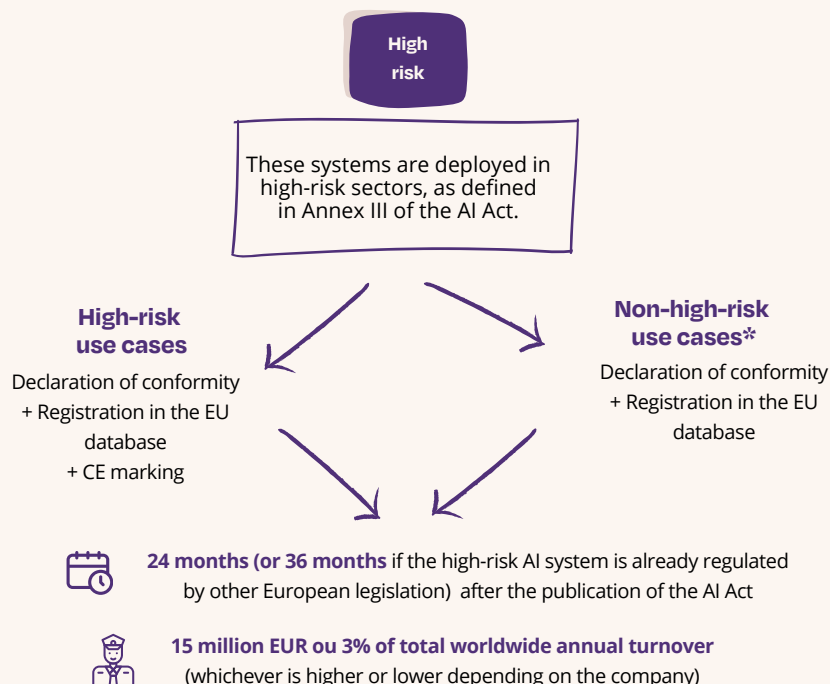 High
risk
These systems are deployed in
high-risk sectors, as defined
in Annex III of the AI Act.
High-risk
use cases
Declaration of conformity
+ Registration in the EU
database
+ CE marking
Non-high-risk
use cases*
Declaration of conformity
+ Registration in the EU
database
24 months (or 36 months if the high-risk AI system is already regulated
by other European legislation) after the publication of the AI Act
15 million EUR ou 3% of total worldwide annual turnover
(whichever is higher or lower depending on the company)